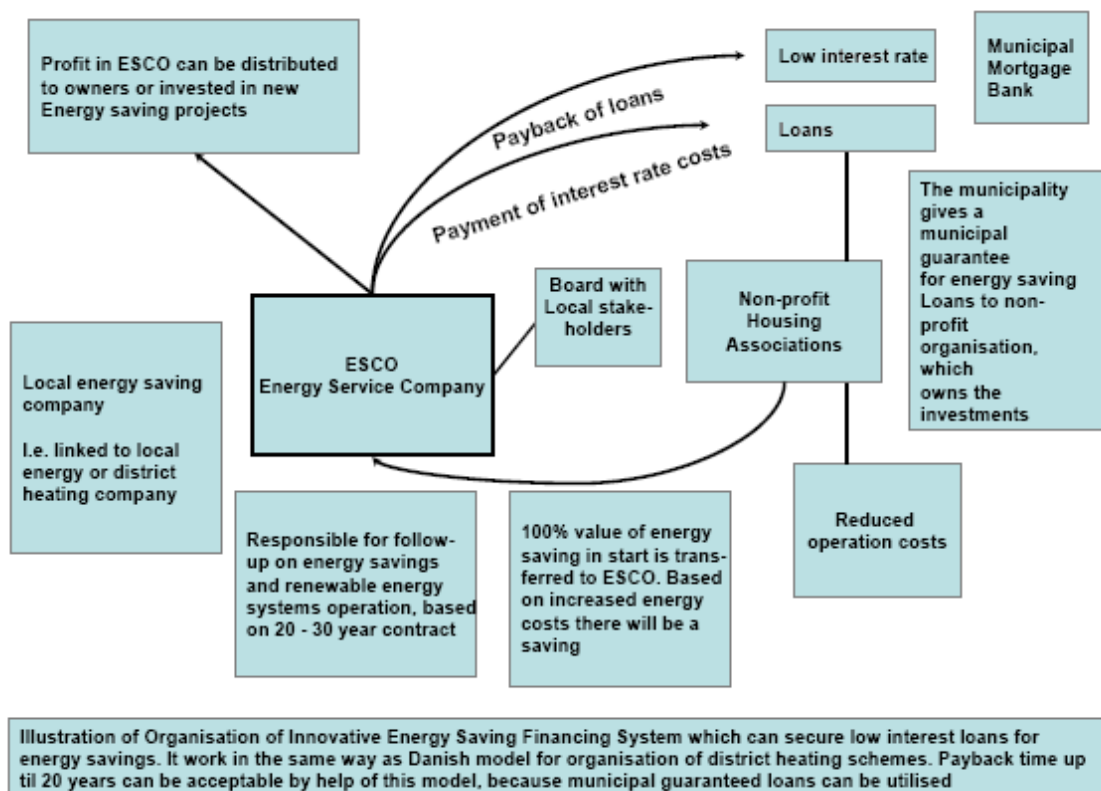 Profit in ESCO can be distributed
to owners or invested in new
Energy saving projects
Payback of loans
Payment of interest rate costs
Low interest rate
Loans
Municipal
Mortgage
Bank
The municipality
gives a
municipal
guarantee
for energy saving
Loans to non-
profit
organisation,
which
owns the
investments
Board with
Local stake-
holders
Non-profit
Housing
Associations
ESCO
Energy Service Company
Local energy saving
company
I.e. linked to local
energy or district
heating company
Responsible for follow-
up on energy savings
and renewable energy
systems operation, based
on 20 - 30 year contract
100% value of energy
saving in start is trans-
ferred to ESCO. Based
on increased energy
costs there will be a
saving
Reduced
operation costs
Illustration of Organisation of Innovative Energy Saving Financing System which can secure low interest loans for
energy savings. It work in the same way as Danish model for organisation of district heating schemes. Payback time up
til 20 years can be acceptable by help of this model, because municipal guaranteed loans can be utilised